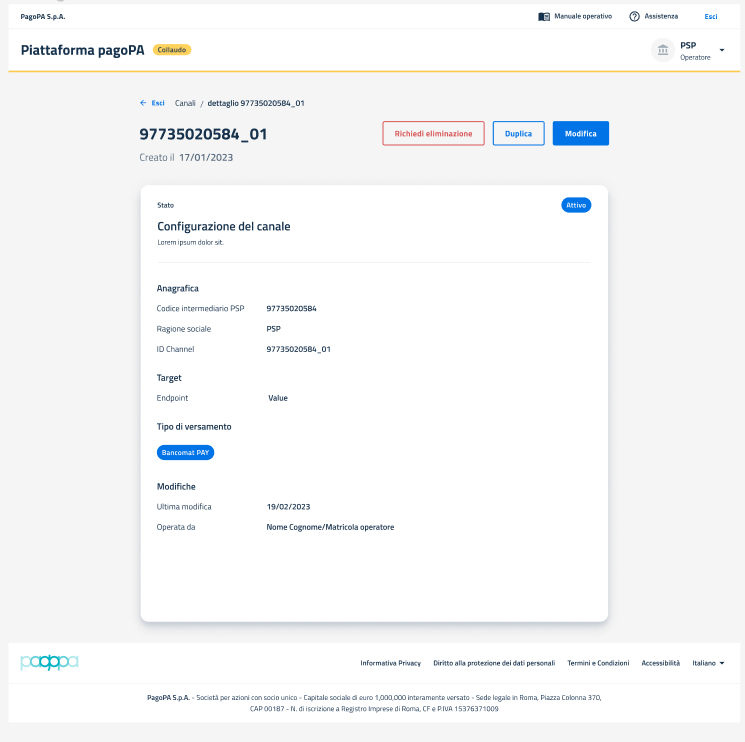 PagoPA S.p.A.
Manuale operativo
Assistenza
Esci
Piattaforma pagoPA
Collaudo
PSP
Operatore
← Esci
Canali / dettaglio 97735020584_01
97735020584_01
Richiedi eliminazione
Duplica
Modifica
Creato il 17/01/2023
Stato
Attivo
Configurazione del canale
Lorem ipsum dolor sit.
Anagrafica
Codice intermediario PSP 97735020584
Ragione sociale PSP
ID Channel 97735020584_01
Target
Endpoint Value
Tipo di versamento
Bancomat PAY
Modifiche
Ultima modifica 19/02/2023
Operata da Nome Cognome/Matricola operatore
pagopa
Informativa Privacy
Diritto alla protezione dei dati personali
Termini e Condizioni
Accessibilità
Italiano
PagoPA S.p.A. - Società per azioni con socio unico - Capitale sociale di euro 1,000,000 interamente versato - Sede legale in Roma, Piazza Colonna 370,
CAP 00187 - N. di iscrizione a Registro Imprese di Roma, CF e P.IVA 15376371009